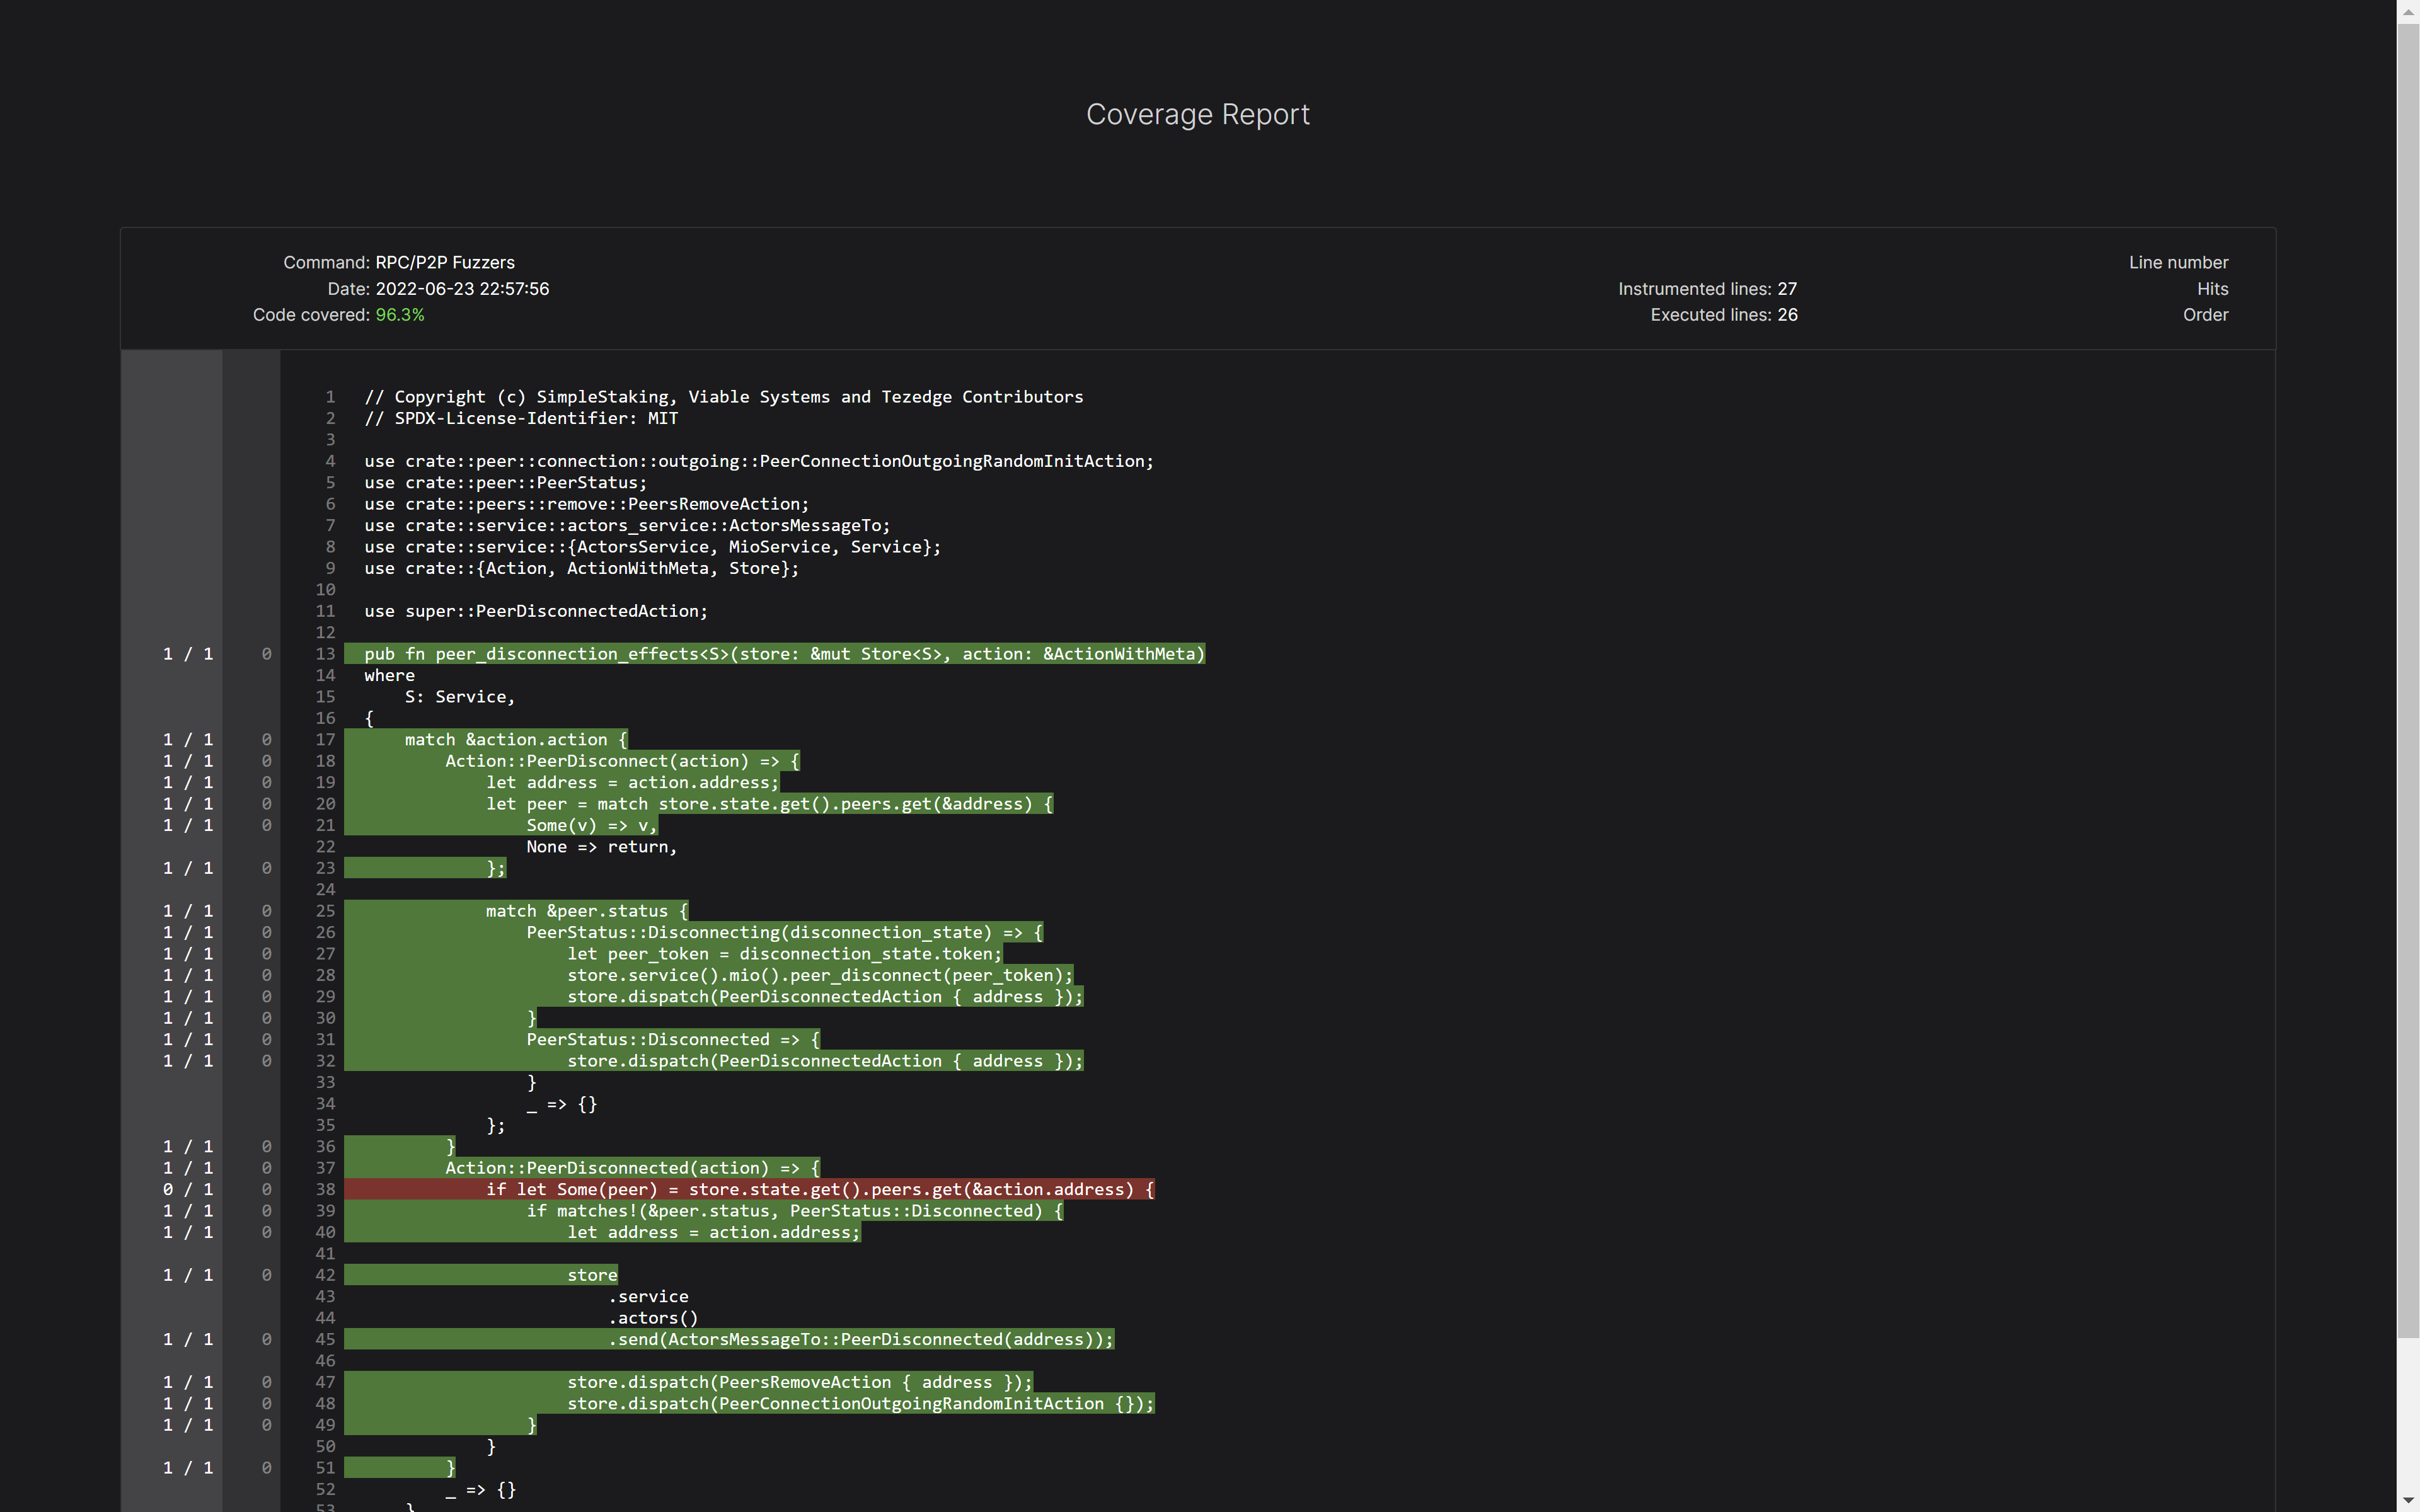 Coverage Report
Command: RPC/P2P Fuzzers
Line number
Date: 2022-06-23 22:57:56
Instrumented lines: 27
Hits
Code covered: 96.3%
Executed lines: 26
Order
1 // Copyright (c) SimpleStaking, Viable Systems and Tezedge Contributors
2 // SPDX-License-Identifier: MIT
3
4 use crate::peer::connection::outgoing::PeerConnectionOutgoingRandomInitAction;
5 use crate::peer::PeerStatus;
6 use crate::peers::remove::PeersRemoveAction;
7 use crate::service::actors_service::ActorsMessageTo;
8 use crate::service::{ActorsService, MioService, Service};
9 use crate::{Action, ActionWithMeta, Store};
10
11 use super::PeerDisconnectedAction;
12
1 / 1 0 13 pub fn peer_disconnection_effects<S>(store: &mut Store<S>, action: &ActionWithMeta)
14 where
15 S: Service,
16 {
1 / 1 0 17 match &action.action {
1 / 1 0 18 Action::PeerDisconnect(action) => {
1 / 1 0 19 let address = action.address;
1 / 1 0 20 let peer = match store.state.get().peers.get(&address) {
1 / 1 0 21 Some(v) => v,
22 None => return,
1 / 1 0 23 };
24
1 / 1 0 25 match &peer.status {
1 / 1 0 26 PeerStatus::Disconnecting(disconnection_state) => {
1 / 1 0 27 let peer_token = disconnection_state.token;
1 / 1 0 28 store.service().mio().peer_disconnect(peer_token);
1 / 1 0 29 store.dispatch(PeerDisconnectedAction { address });
1 / 1 0 30 }
1 / 1 0 31 PeerStatus::Disconnected => {
1 / 1 0 32 store.dispatch(PeerDisconnectedAction { address });
33 }
34 _ => {}
35 };
1 / 1 0 36 }
1 / 1 0 37 Action::PeerDisconnected(action) => {
0 / 1 0 38 if let Some(peer) = store.state.get().peers.get(&action.address) {
1 / 1 0 39 if matches!(&peer.status, PeerStatus::Disconnected) {
1 / 1 0 40 let address = action.address;
41
1 / 1 0 42 store
43 .service
44 .actors()
1 / 1 0 45 .send(ActorsMessageTo::PeerDisconnected(address));
46
1 / 1 0 47 store.dispatch(PeersRemoveAction { address });
1 / 1 0 48 store.dispatch(PeerConnectionOutgoingRandomInitAction {});
1 / 1 0 49 }
50 }
1 / 1 0 51 }
52 _ => {}
53 }